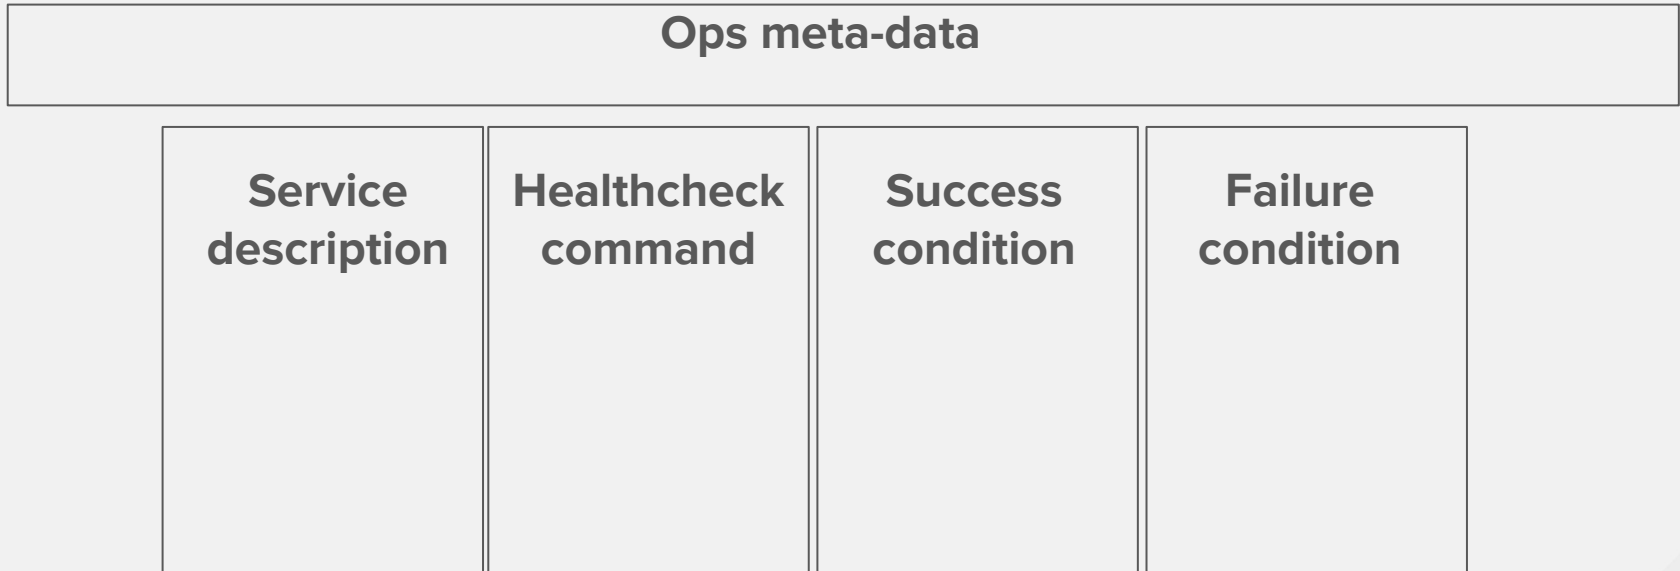 Ops meta-data
Service
description
Healthcheck
command
Success
condition
Failure
condition